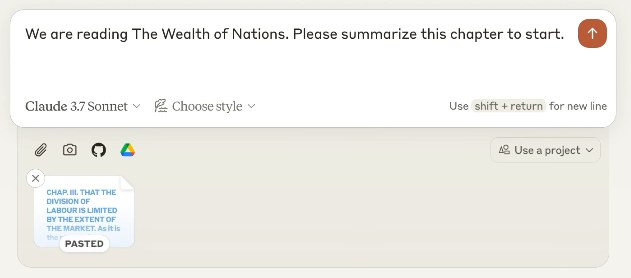 We are reading The Wealth of Nations. Please summarize this chapter to start.
Claude 3.7 Sonnet
Choose style
Use shift + return for new line
Use a project
CHAP. III. THAT THE
DIVISION OF
LABOUR IS LIMITED
BY THE EXTENT OF
THE MARKET. As it is
PASTED